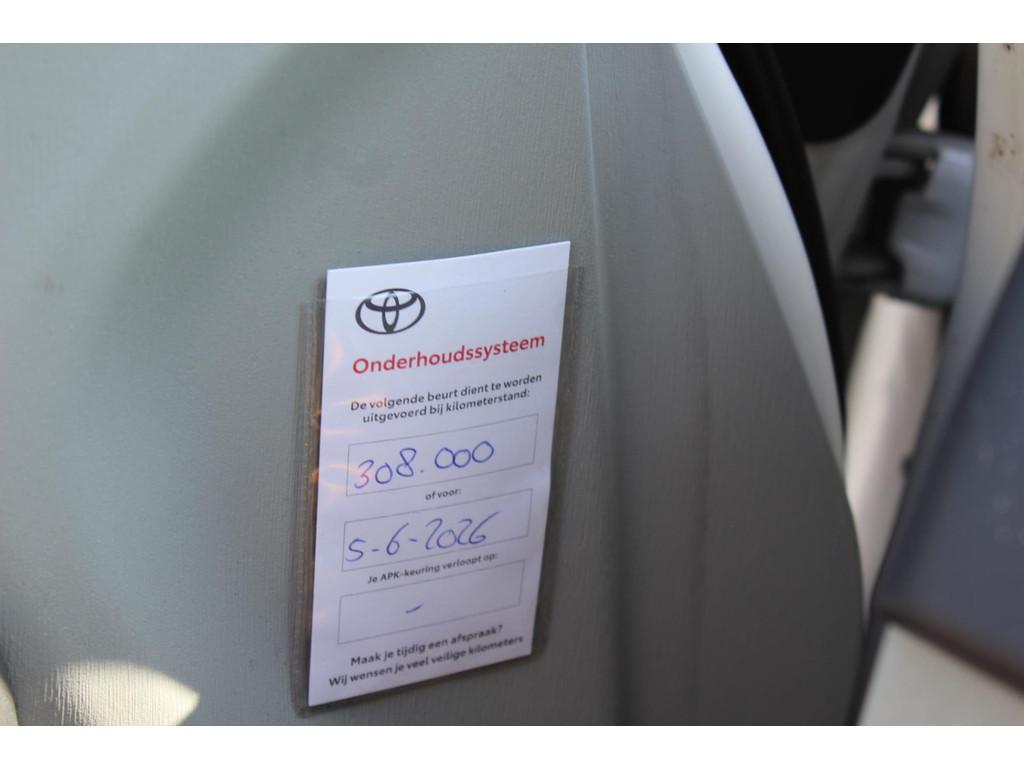 Onderhoudssysteem
De volgende beurt dient te worden
uitgevoerd bij kilometerstand:
308.000
of voor:
5-6-2026
Je APK-keuring verloopt op:
-
Maak je tijdig een afspraak?
Wij wensen je veel veilige kilometers